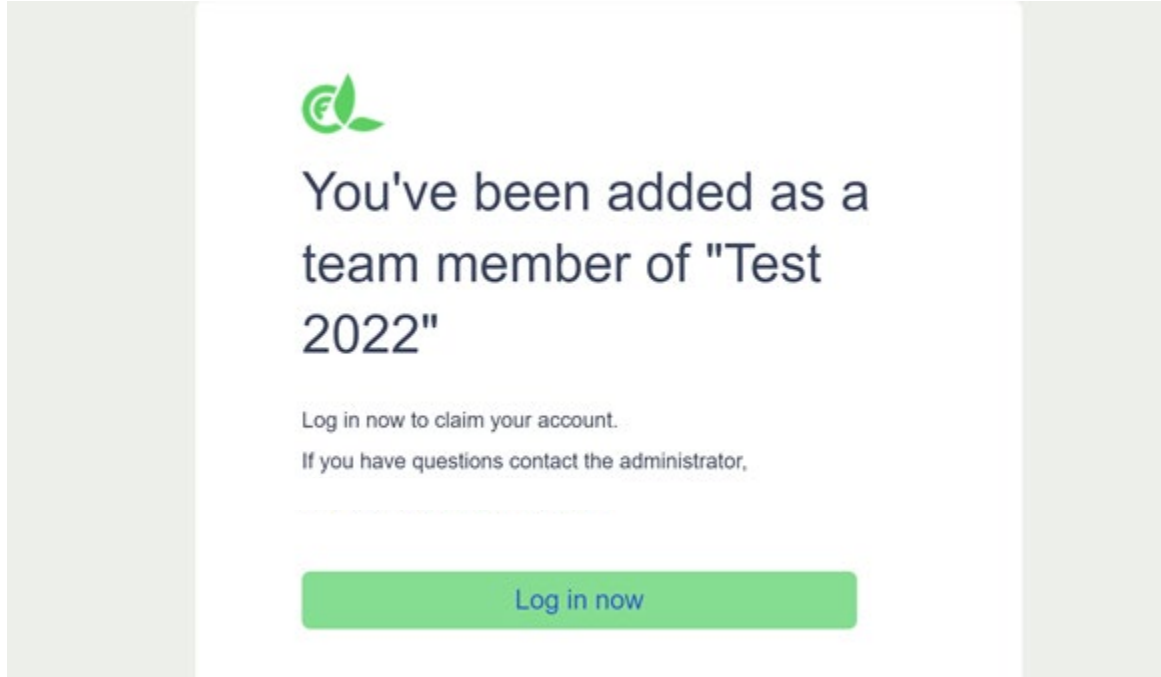 You've been added as a
team member of "Test
2022"
Log in now to claim your account.
If you have questions contact the administrator,
Log in now